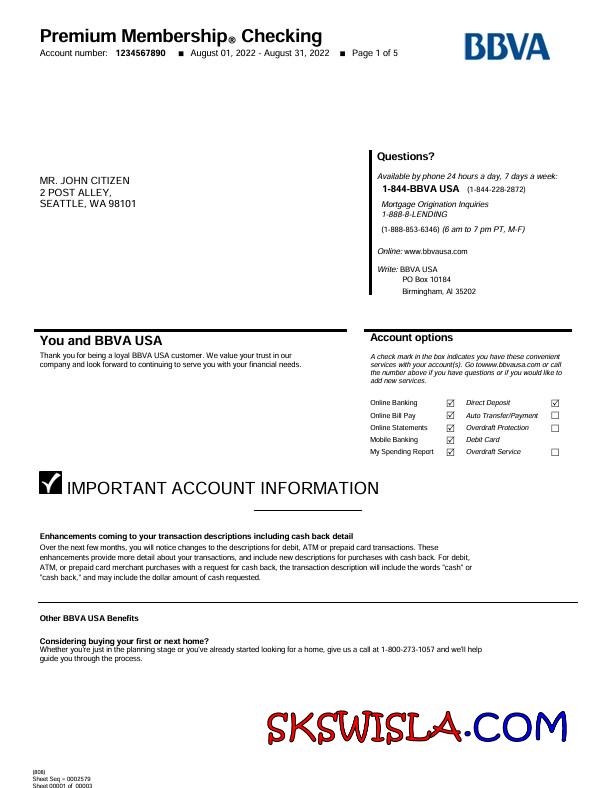 Premium Membership® Checking
Account number: 1234567890 ■ August 01, 2022 - August 31, 2022 ■ Page 1 of 5
BBVA
Questions?
Available by phone 24 hours a day, 7 days a week:
1-844-BBVA USA (1-844-228-2872)
Mortgage Origination Inquiries
1-888-8-LENDING
(1-888-853-6346) (6 am to 7 pm PT, M-F)
Online: www.bbvausa.com
Write: BBVA USA
PO Box 10184
Birmingham, Al 35202
MR. JOHN CITIZEN
2 POST ALLEY,
SEATTLE, WA 98101
You and BBVA USA
Thank you for being a loyal BBVA USA customer. We value your trust in our
company and look forward to continuing to serve you with your financial needs.
Account options
A check mark in the box indicates you have these convenient
services with your account(s). Go towww.bbvausa.com or call
the number above if you have questions or if you would like to
add new services.
Online Banking ☑ Direct Deposit ☑
Online Bill Pay ☑ Auto Transfer/Payment ☐
Online Statements ☑ Overdraft Protection ☐
Mobile Banking ☑ Debit Card
My Spending Report ☑ Overdraft Service ☐
IMPORTANT ACCOUNT INFORMATION
Enhancements coming to your transaction descriptions including cash back detail
Over the next few months, you will notice changes to the descriptions for debit, ATM or prepaid card transactions. These
enhancements provide more detail about your transactions, and include new descriptions for purchases with cash back. For debit,
ATM, or prepaid card merchant purchases with a request for cash back, the transaction description will include the words "cash" or
"cash back," and may include the dollar amount of cash requested.
Other BBVA USA Benefits
Considering buying your first or next home?
Whether you're just in the planning stage or you've already started looking for a home, give us a call at 1-800-273-1057 and we'll help
guide you through the process.
SKSWISLA.COM
(808)
Sheet Seq = 0002579
Sheet 00001 of 00003